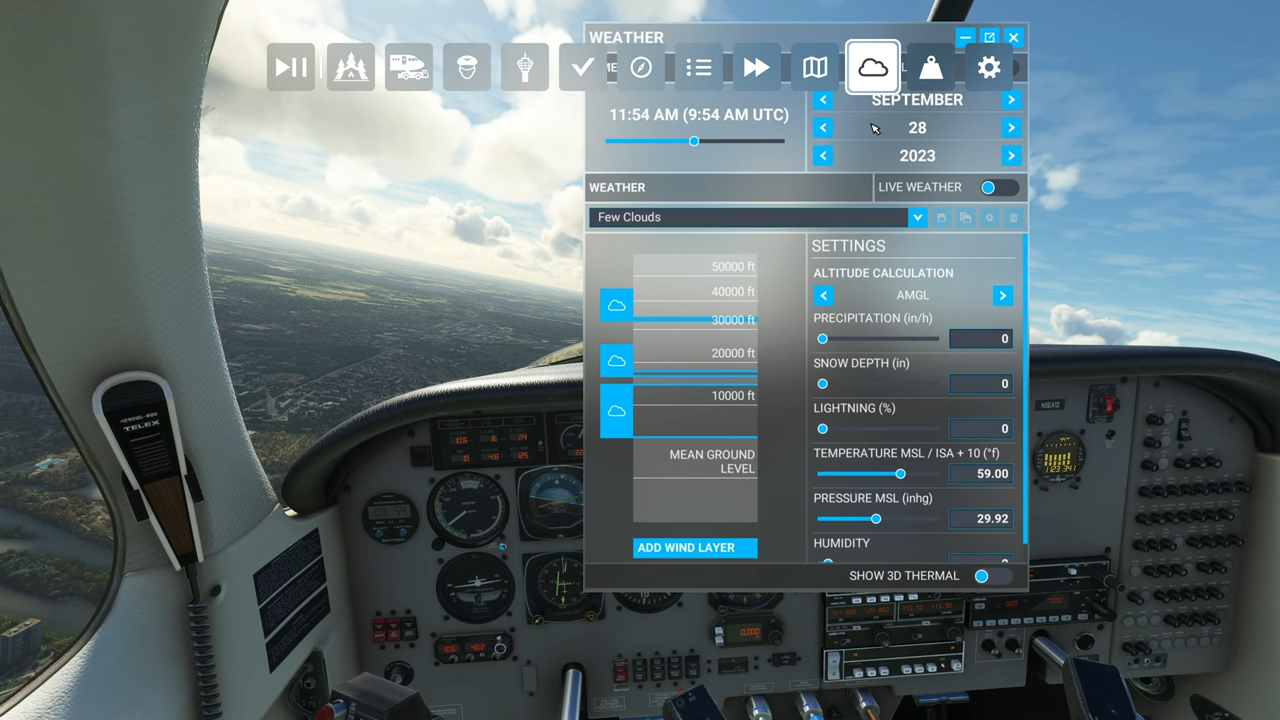 WEATHER
11:54 AM (9:54 AM UTC)
SEPTEMBER
28
2023
WEATHER
LIVE WEATHER
Few Clouds
50000 ft
40000 ft
30000 ft
20000 ft
10000 ft
MEAN GROUND
LEVEL
ADD WIND LAYER
SETTINGS
ALTITUDE CALCULATION
AMGL
PRECIPITATION (in/h)
0
SNOW DEPTH (in)
0
LIGHTNING (%)
0
TEMPERATURE MSL / ISA + 10 (°f)
59.00
PRESSURE MSL (inhg)
29.92
HUMIDITY
SHOW 3D THERMAL
TELEX
NSEA12
0,000